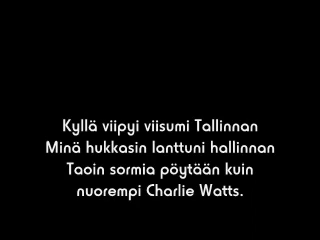 Kyllä viipyi viisumi Tallinnan
Minä hukkasin lanttuni hallinnan
Taoin sormia pöytään kuin
nuorempi Charlie Watts.